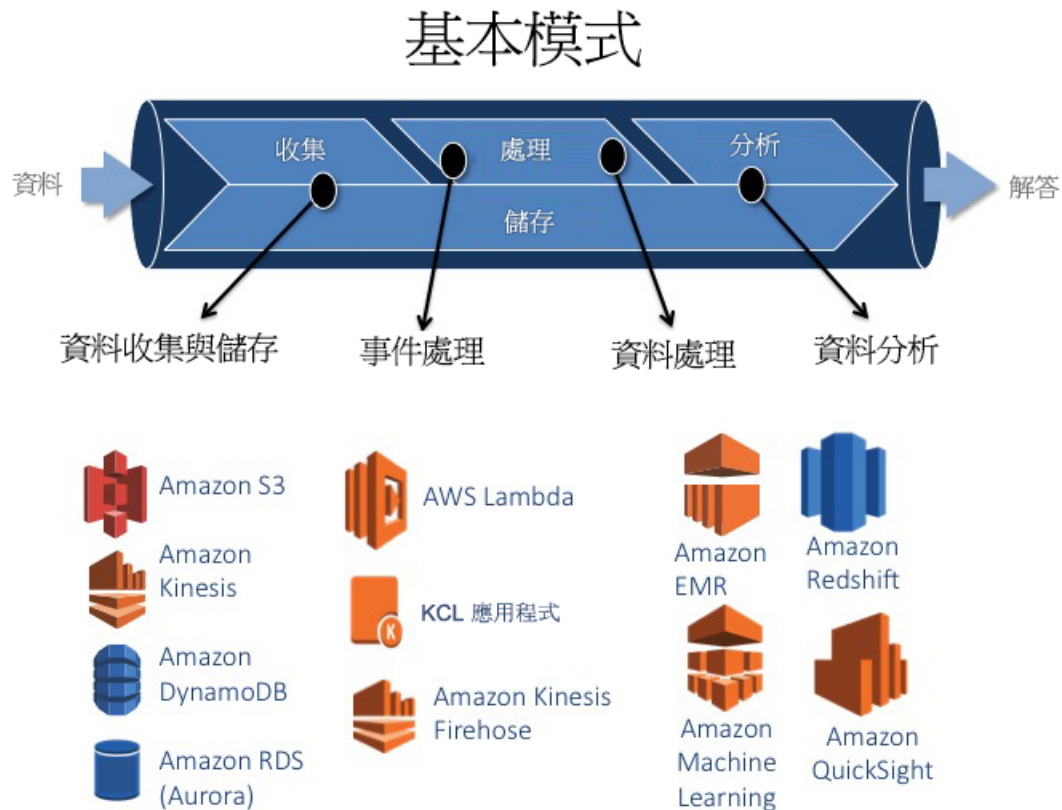 基本模式
資料
收集
處理
分析
儲存
解答
資料收集與儲存
事件處理
資料處理
資料分析
Amazon S3
Amazon
Kinesis
Amazon
DynamoDB
Amazon RDS
(Aurora)
AWS Lambda
KCL 應用程式
K
Amazon Kinesis
Firehose
Amazon
EMR
Amazon
Redshift
Amazon
Machine
Learning
Amazon
QuickSight